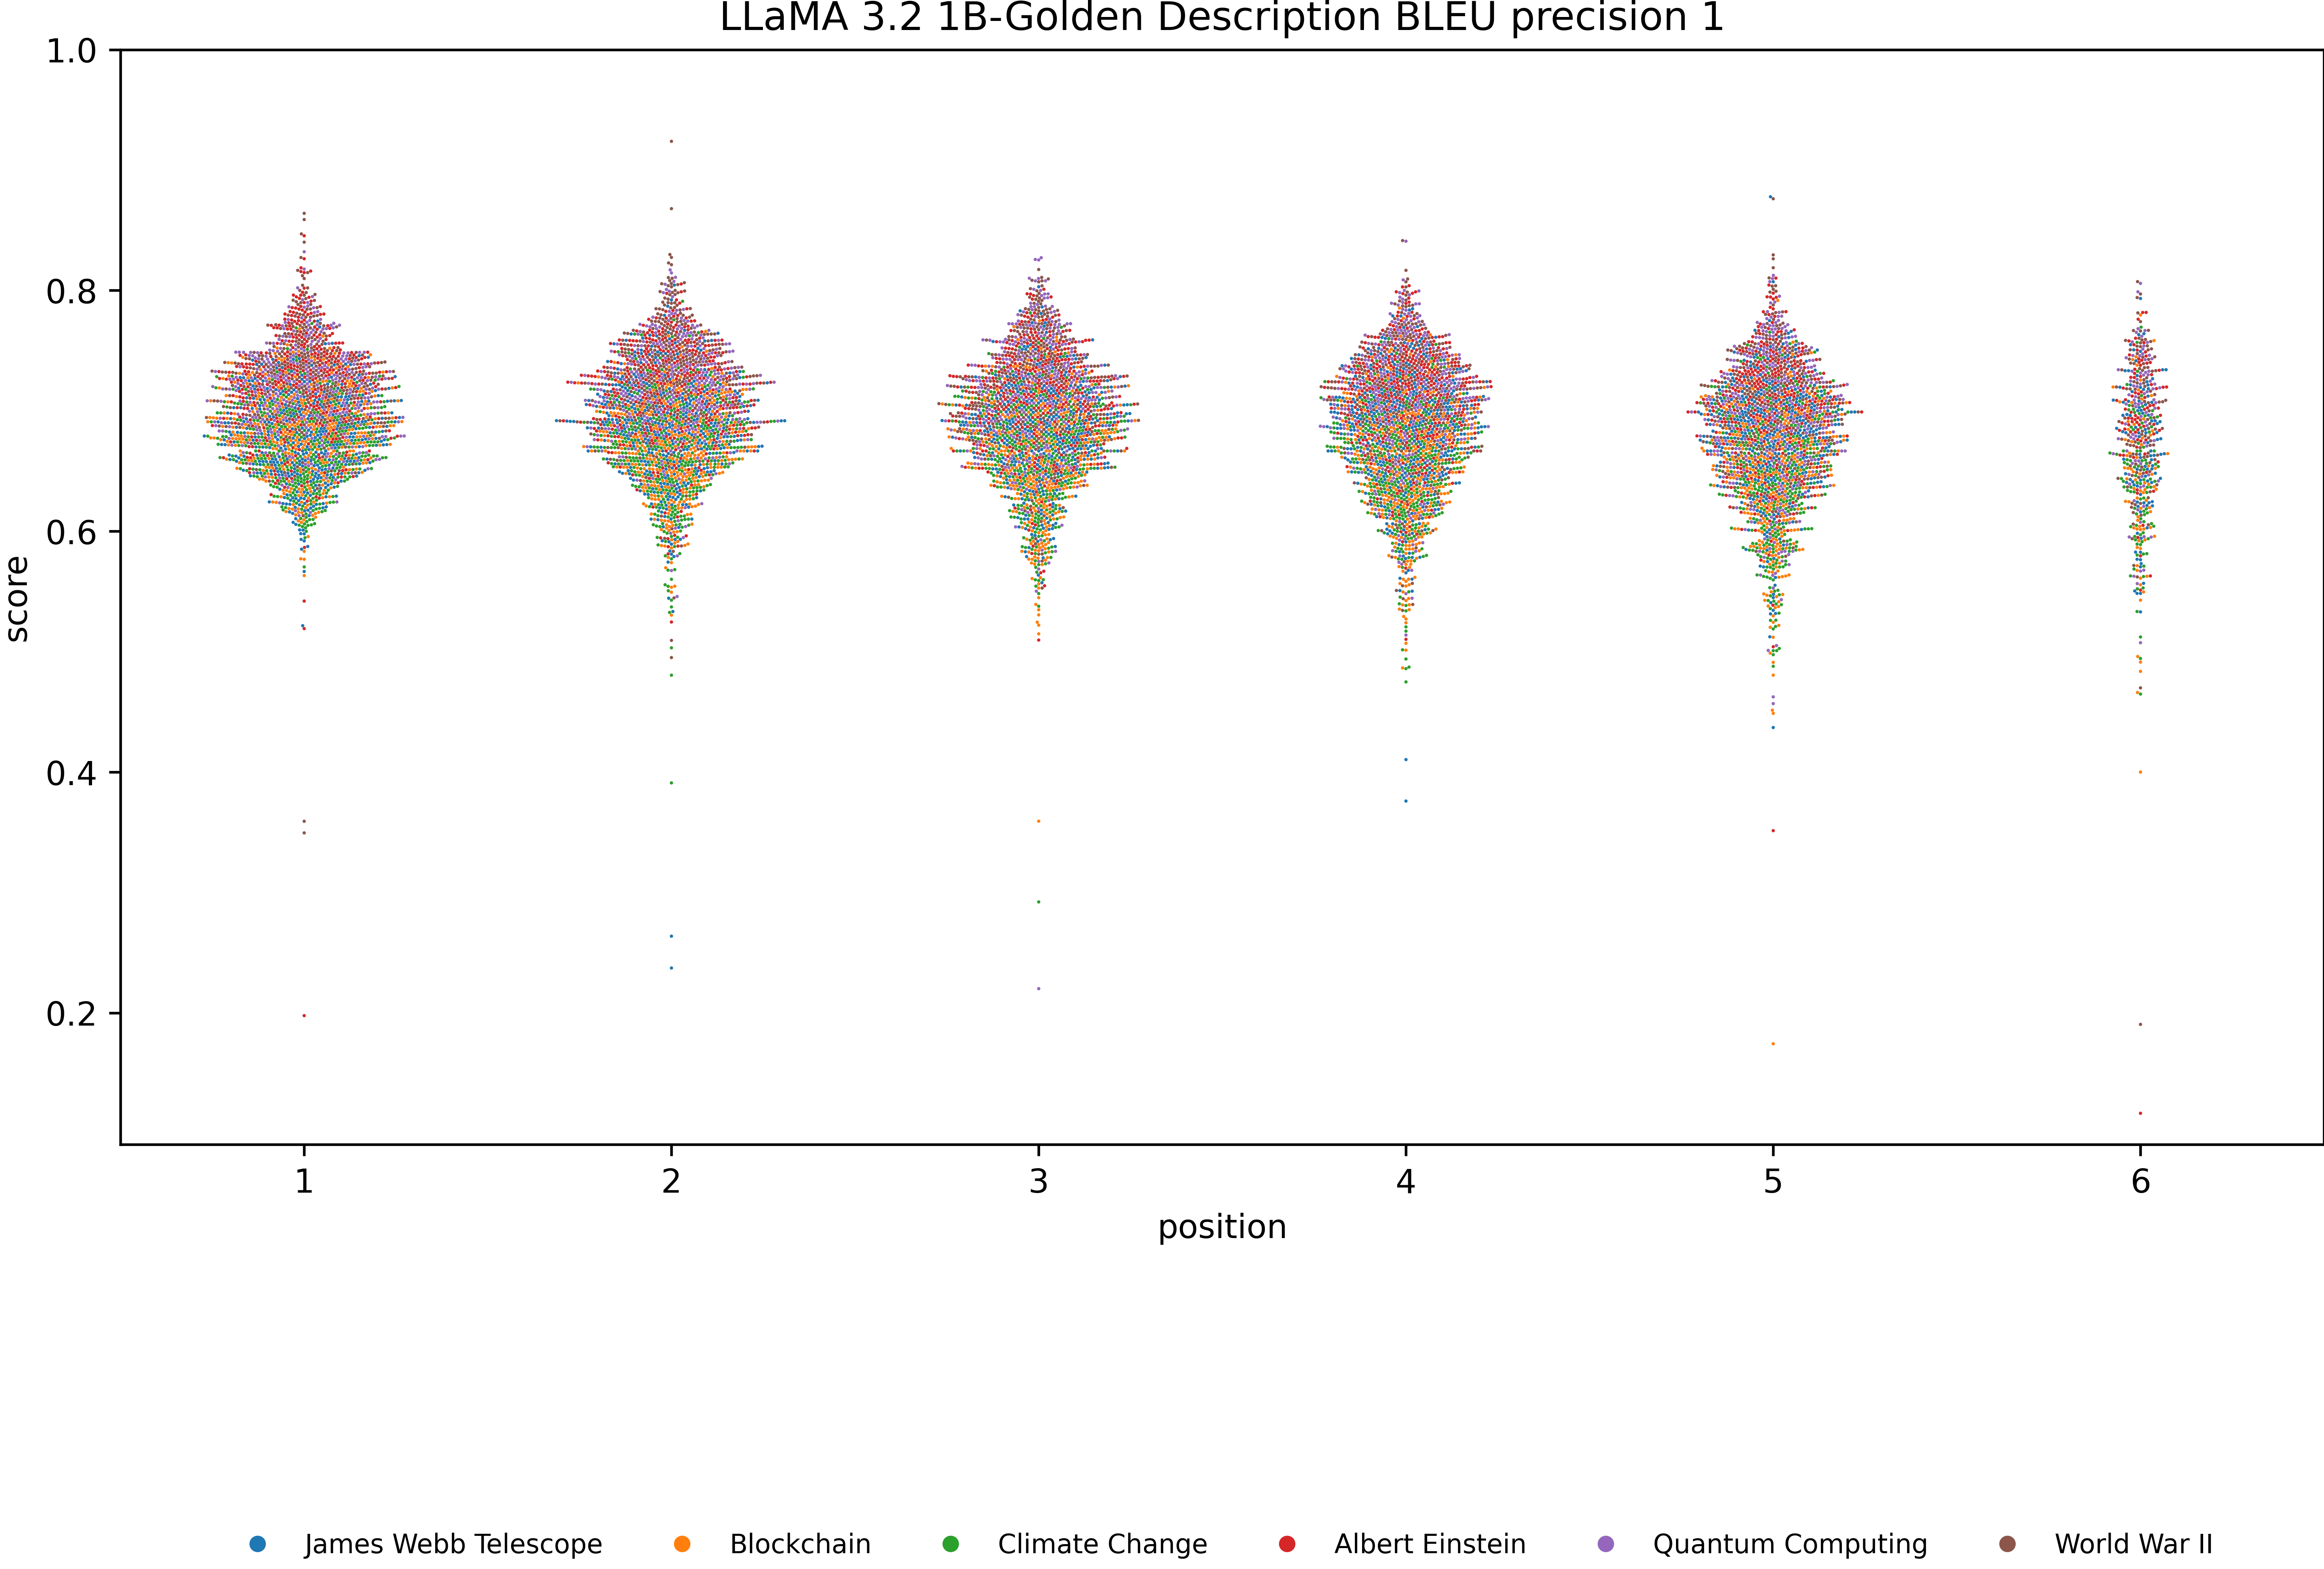 LLaMA 3.2 1B-Golden Description BLEU precision 1
1.0
0.8
0.6
0.4
0.2
score
1 2 3 4 5 6
position
James Webb Telescope Blockchain Climate Change Albert Einstein Quantum Computing World War II